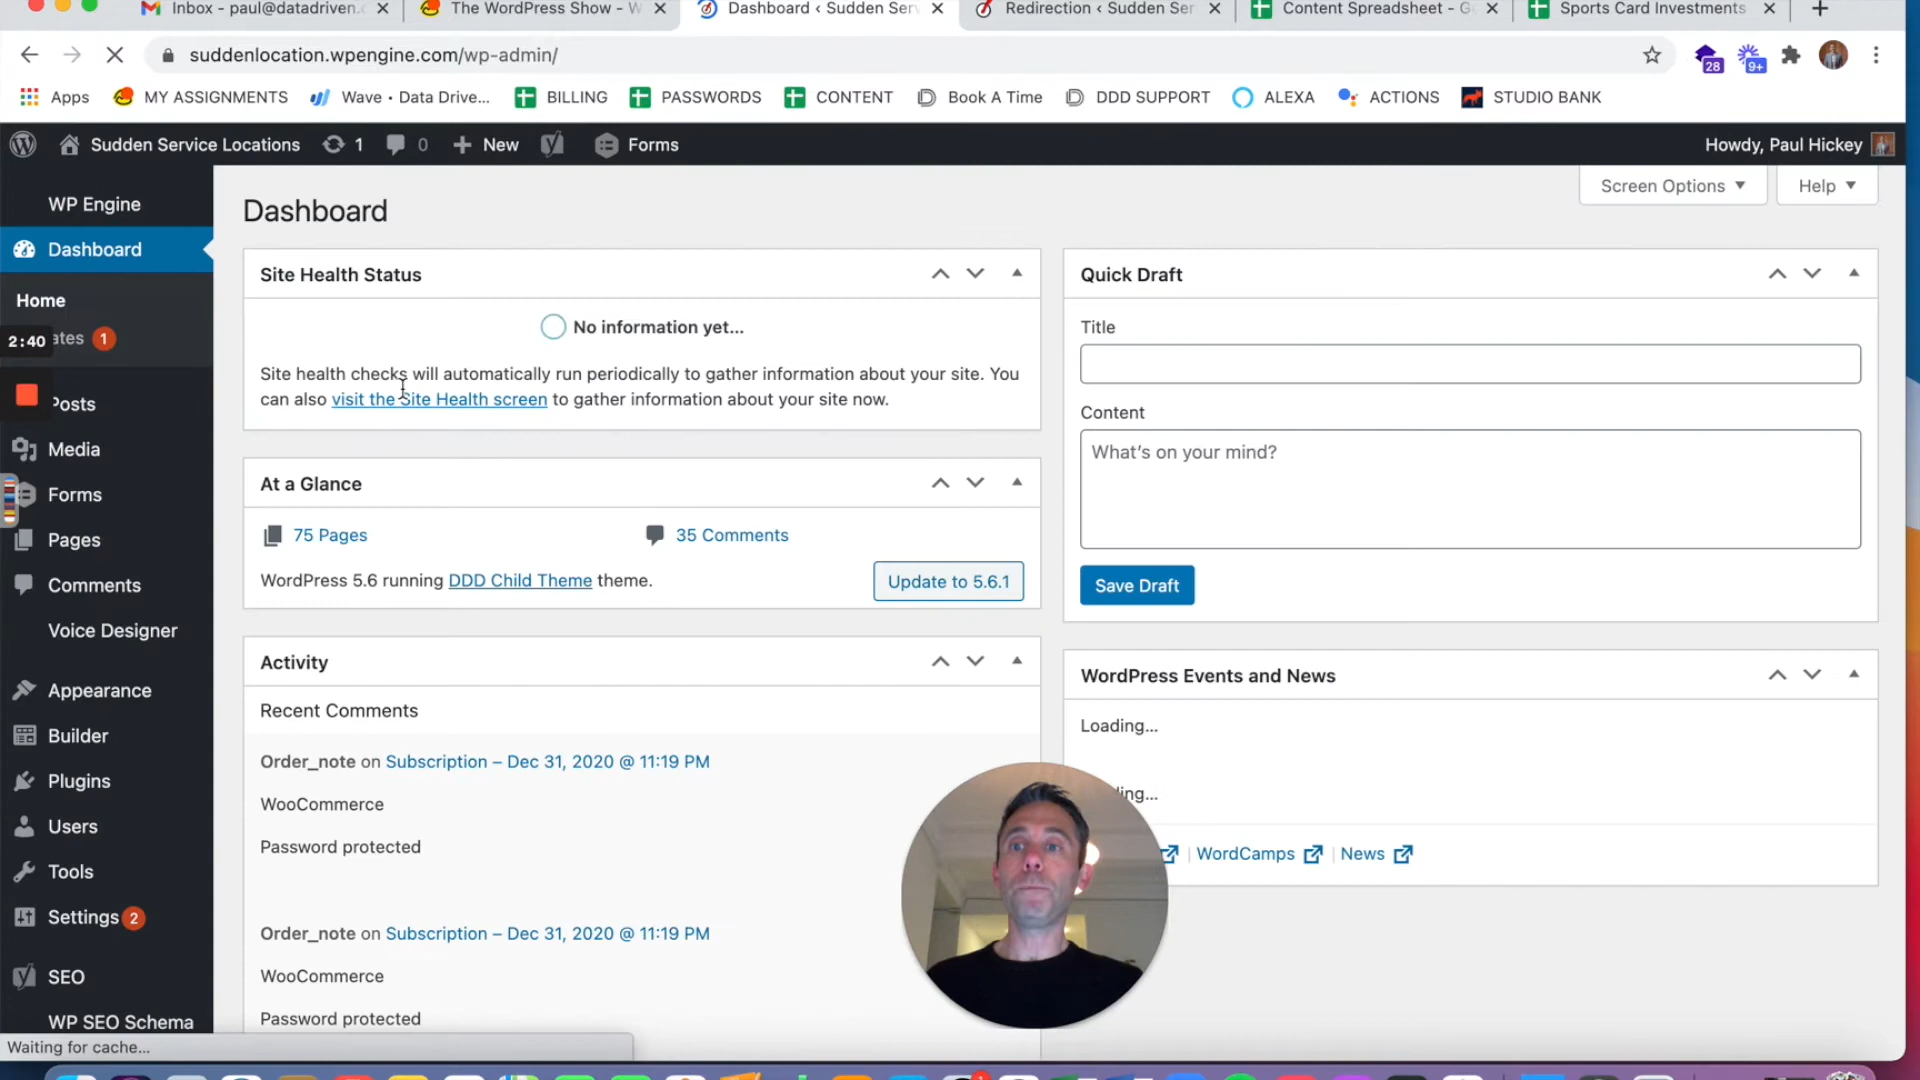 Inbox - paul@datadriven.c
The WordPress Show - W
Dashboard ‹ Sudden Serv
Redirection ‹ Sudden Ser
Content Spreadsheet - G
Sports Card Investments
suddenlocation.wpengine.com/wp-admin/
28
9+
Apps
MY ASSIGNMENTS
Wave • Data Drive...
BILLING
PASSWORDS
CONTENT
Book A Time
DDD SUPPORT
ALEXA
ACTIONS
STUDIO BANK
Sudden Service Locations
1
0
New
Forms
Howdy, Paul Hickey
WP Engine
Dashboard
Home
ates 1
2:40
Posts
Media
Forms
Pages
Comments
Voice Designer
Appearance
Builder
Plugins
Users
Tools
Settings 2
SEO
WP SEO Schema
Waiting for cache...
Screen Options
Help
Dashboard
Site Health Status
No information yet...
Site health checks will automatically run periodically to gather information about your site. You
can also visit the Site Health screen to gather information about your site now.
At a Glance
75 Pages
35 Comments
WordPress 5.6 running DDD Child Theme theme.
Update to 5.6.1
Activity
Recent Comments
Order_note on Subscription – Dec 31, 2020 @ 11:19 PM
WooCommerce
Password protected
Order_note on Subscription – Dec 31, 2020 @ 11:19 PM
WooCommerce
Password protected
Quick Draft
Title
Content
What's on your mind?
Save Draft
WordPress Events and News
Loading...
ing...
WordCamps
News